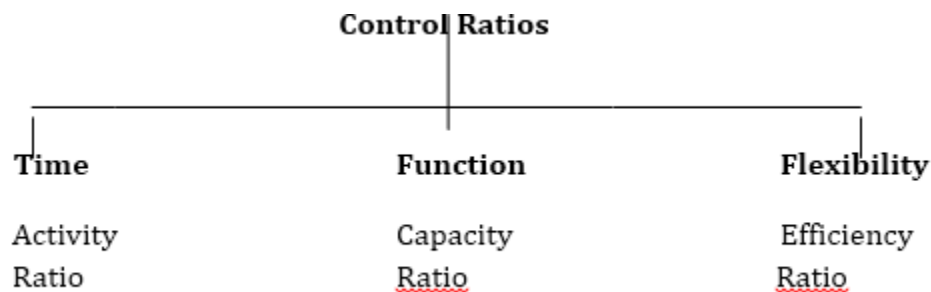 Control Ratios
Time Function Flexibility
Activity Capacity Efficiency
Ratio Ratio Ratio